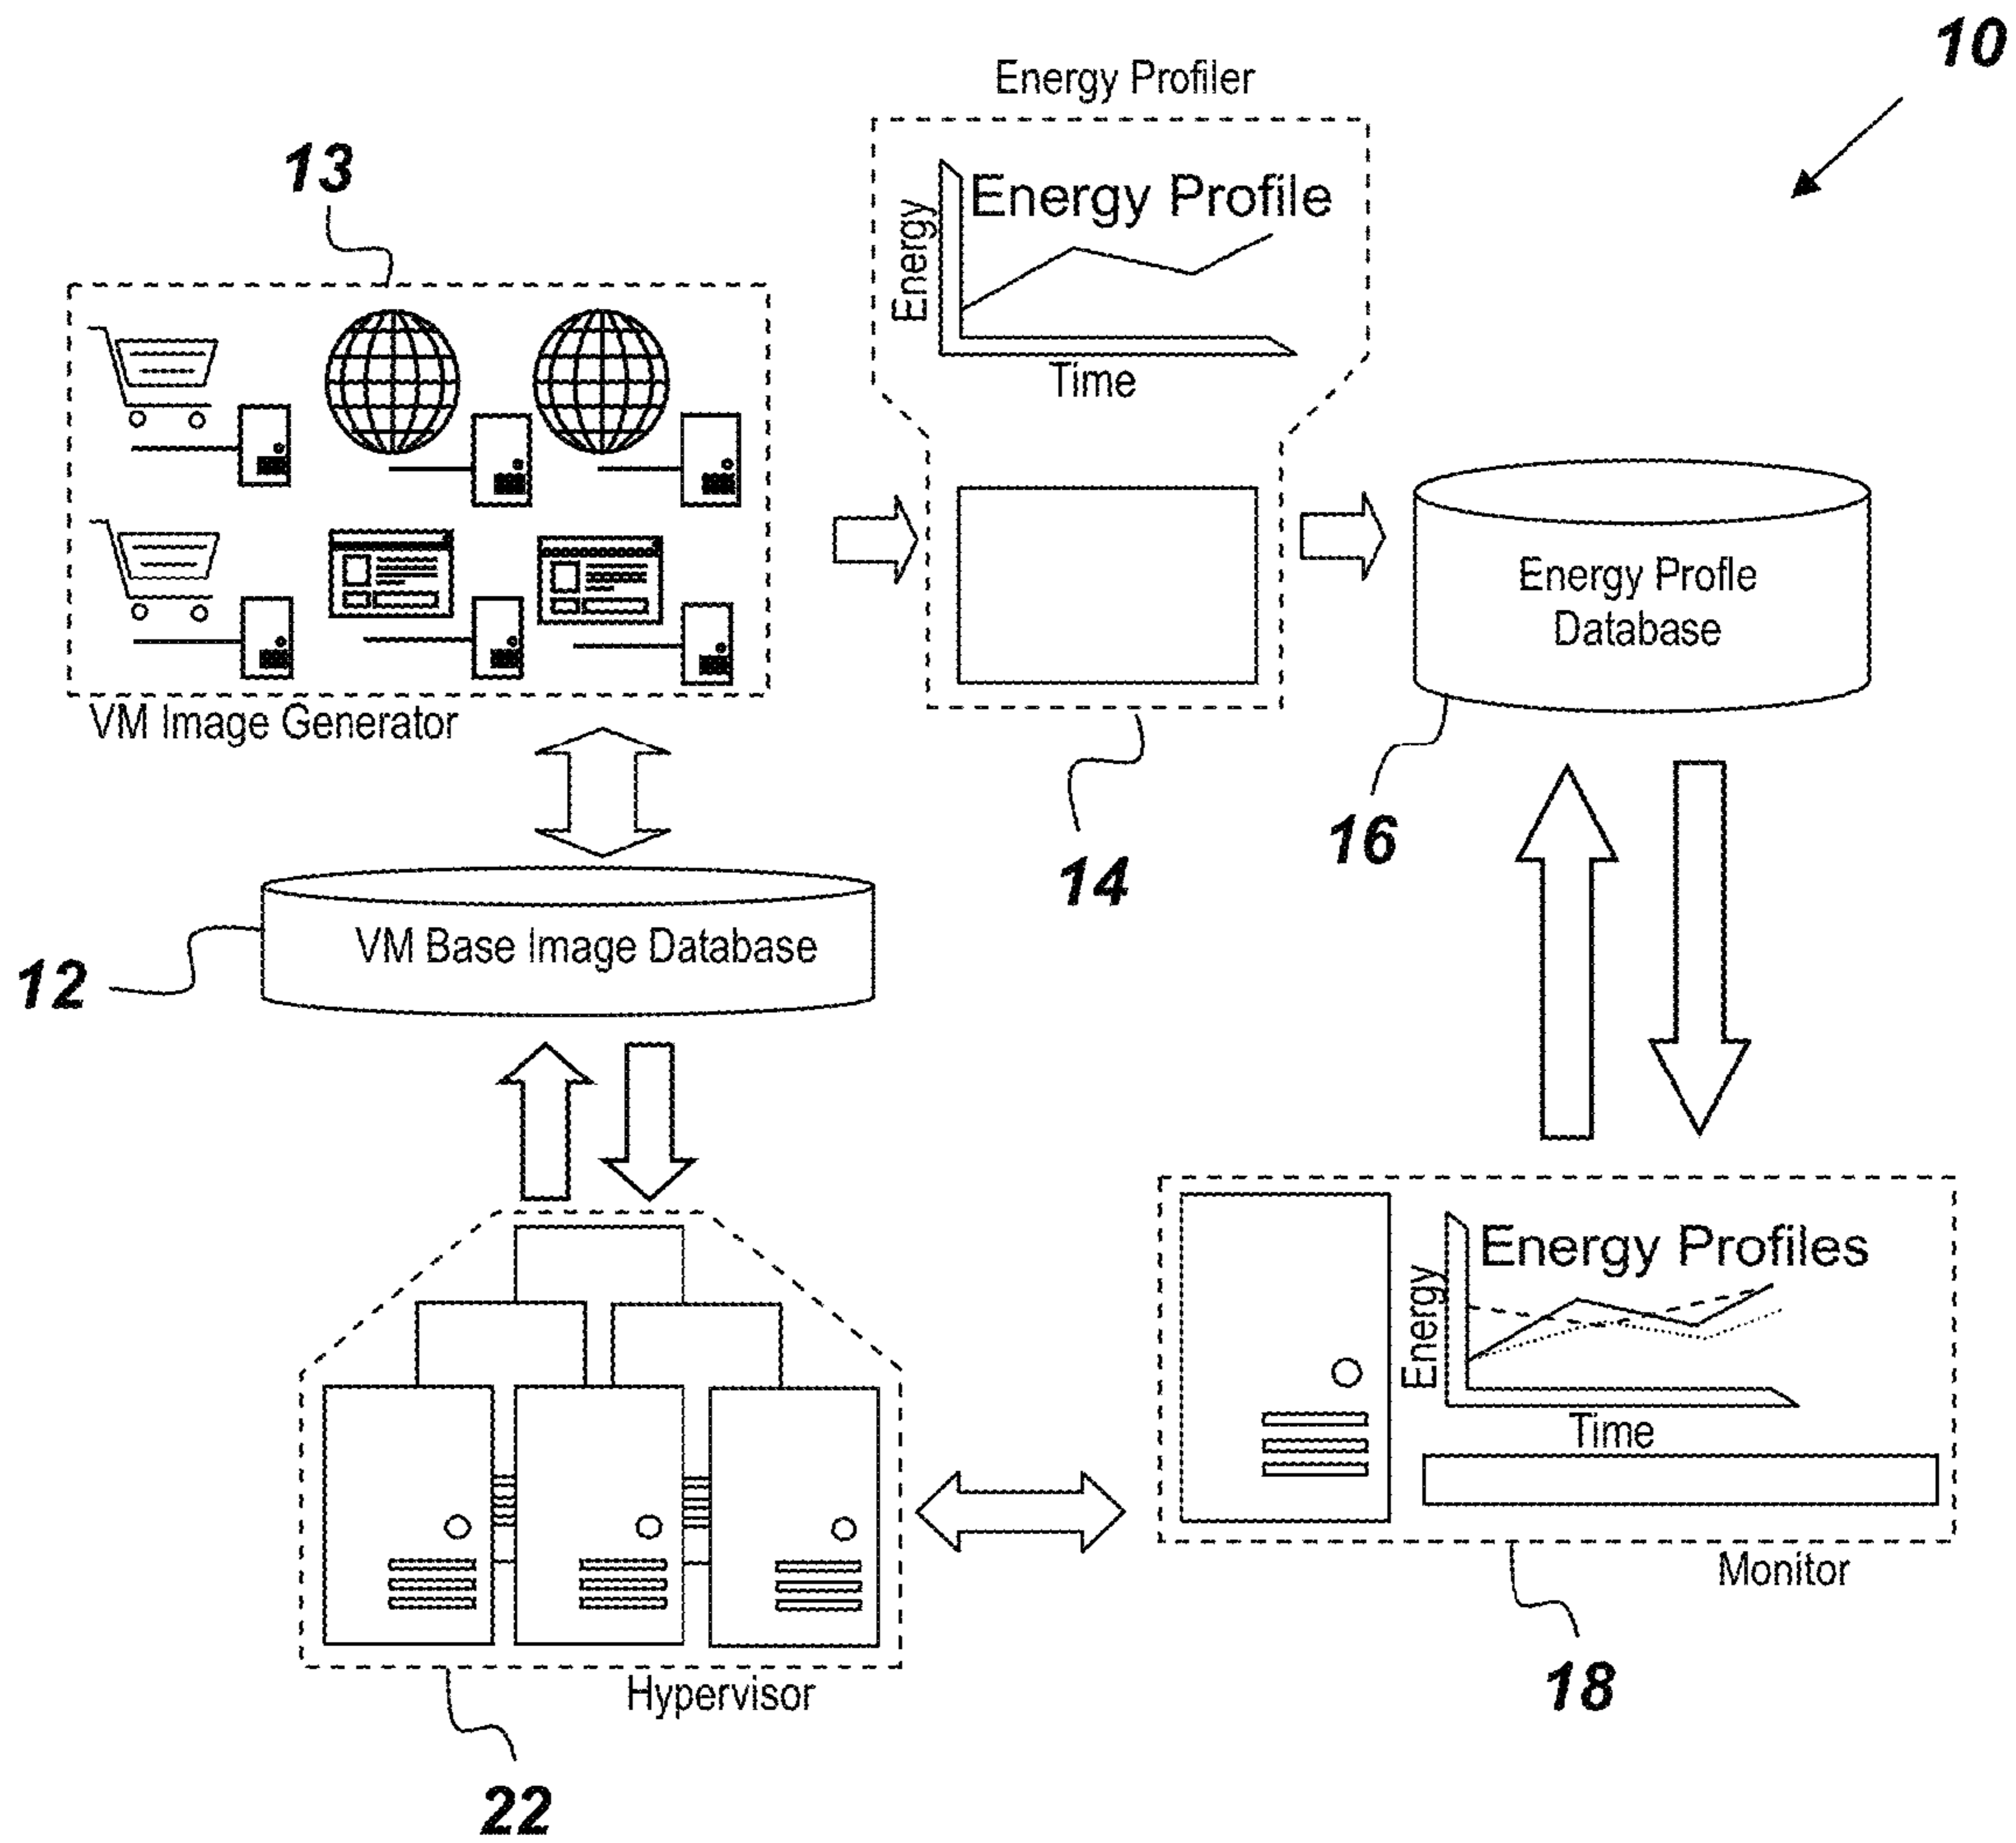 10
Energy Profiler
13
Energy Profile
Energy
Time
VM Image Generator
Energy Profle
Database
14
16
VM Base Image Database
12
Energy Profiles
Energy
Time
Monitor
Hypervisor
18
22